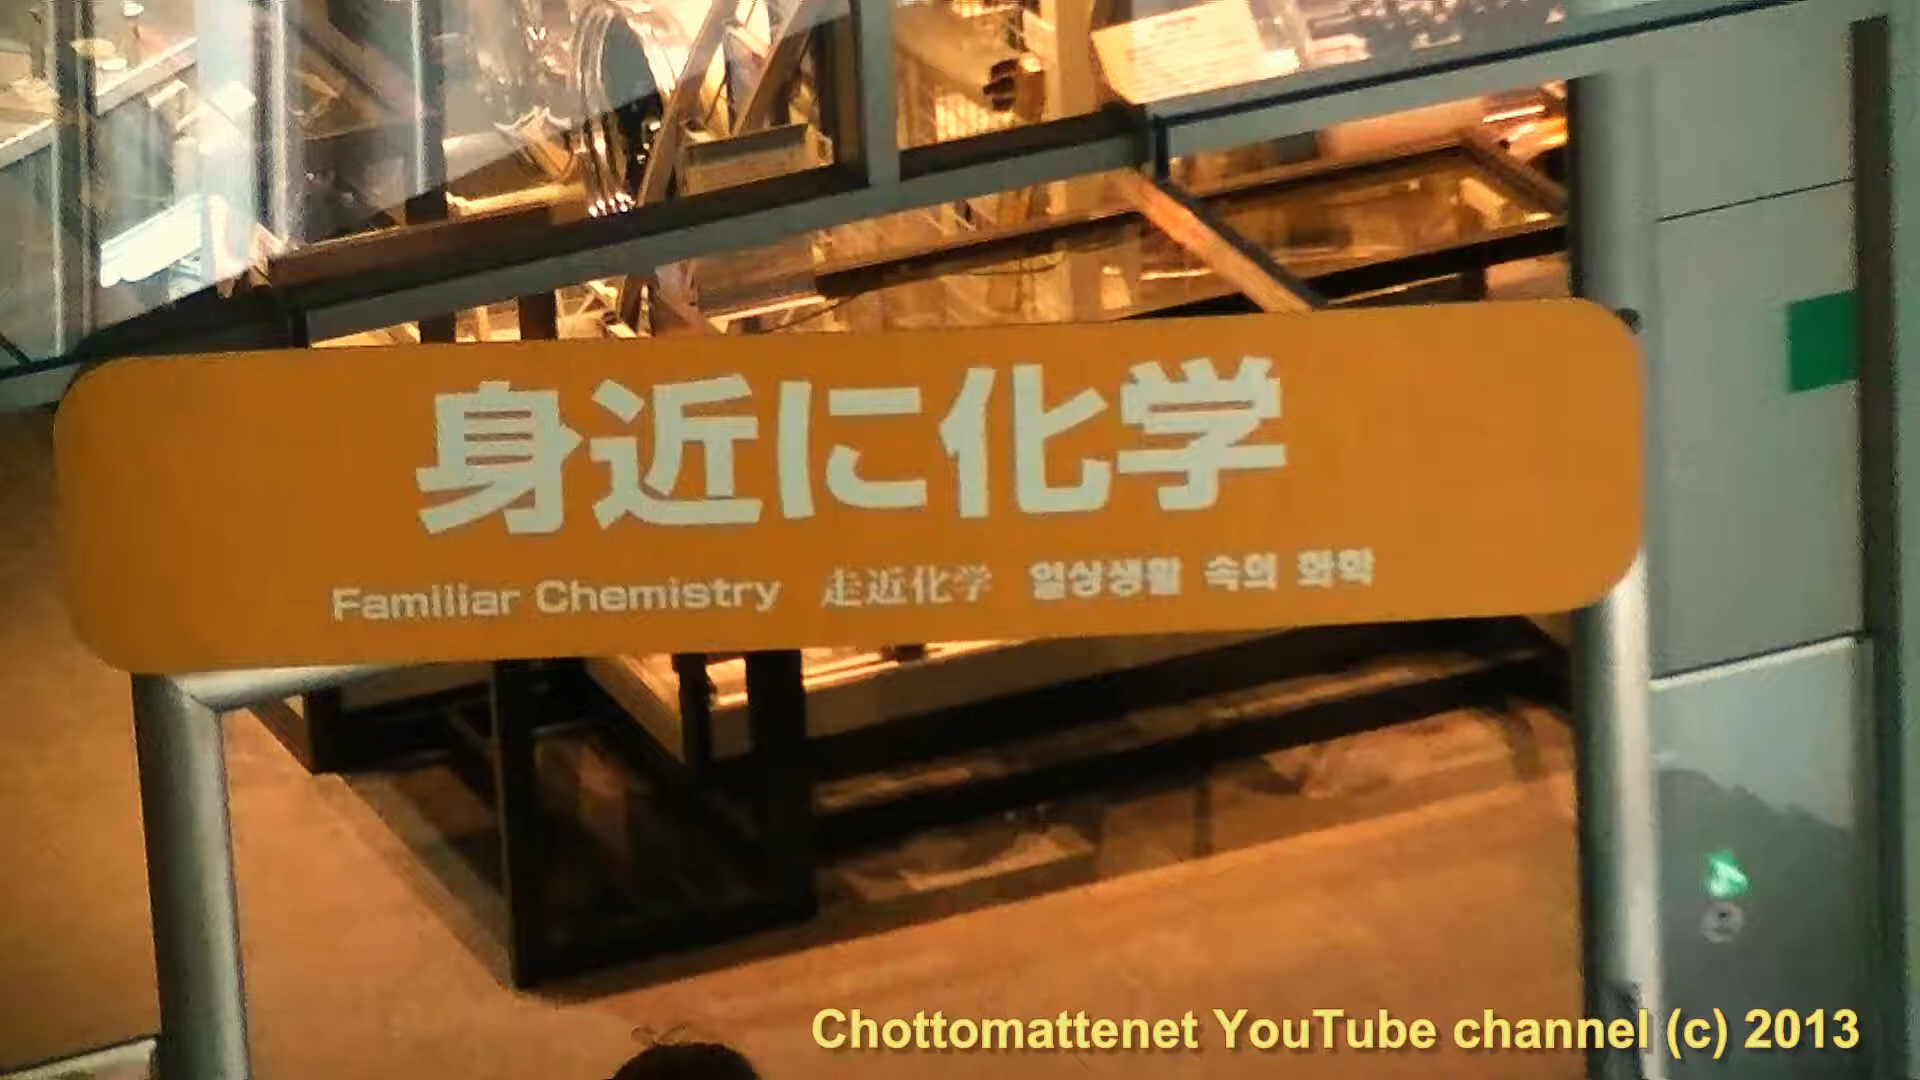 身近に化学
Familiar Chemistry 走近化学 일상생활 속의 화학
Chottomattenet YouTube channel (c) 2013